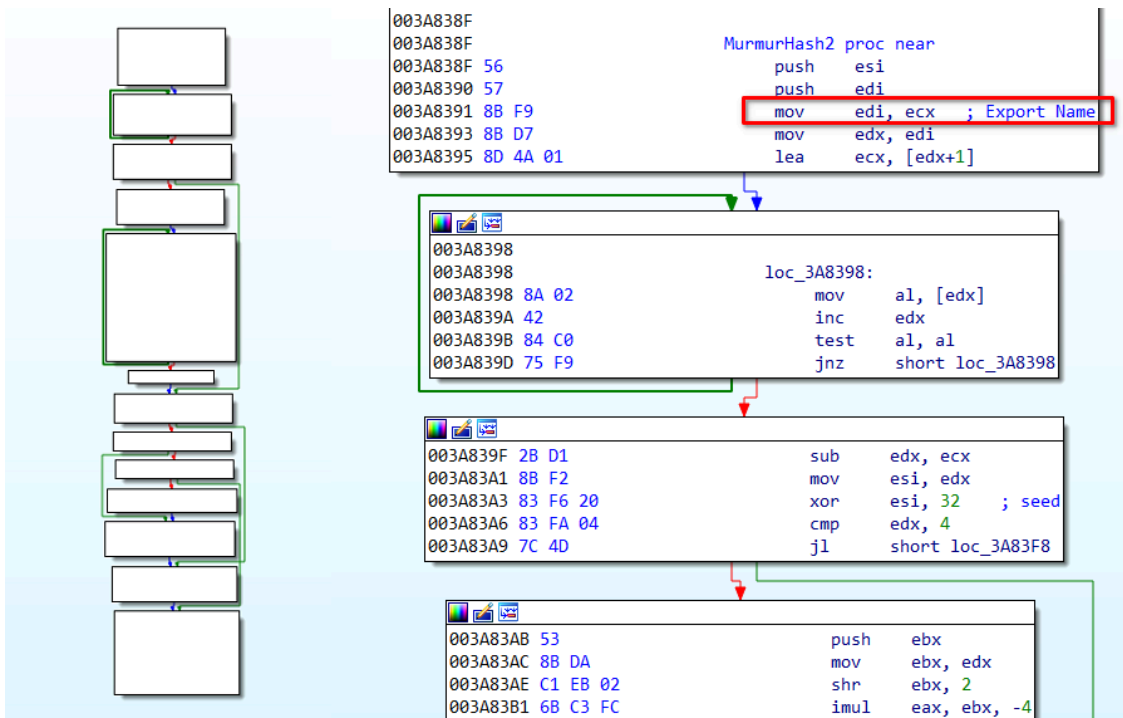 003A838F
003A838F MurmurHash2 proc near
003A838F 56 push esi
003A8390 57 push edi
003A8391 8B F9 mov edi, ecx ; Export Name
003A8393 8B D7 mov edx, edi
003A8395 8D 4A 01 lea ecx, [edx+1]
003A8398
003A8398 loc_3A8398:
003A8398 8A 02 mov al, [edx]
003A839A 42 inc edx
003A839B 84 C0 test al, al
003A839D 75 F9 jnz short loc_3A8398
003A839F 2B D1 sub edx, ecx
003A83A1 8B F2 mov esi, edx
003A83A3 83 F6 20 xor esi, 32 ; seed
003A83A6 83 FA 04 cmp edx, 4
003A83A9 7C 4D jl short loc_3A83F8
003A83AB 53 push ebx
003A83AC 8B DA mov ebx, edx
003A83AE C1 EB 02 shr ebx, 2
003A83B1 6B C3 FC imul eax, ebx, -4